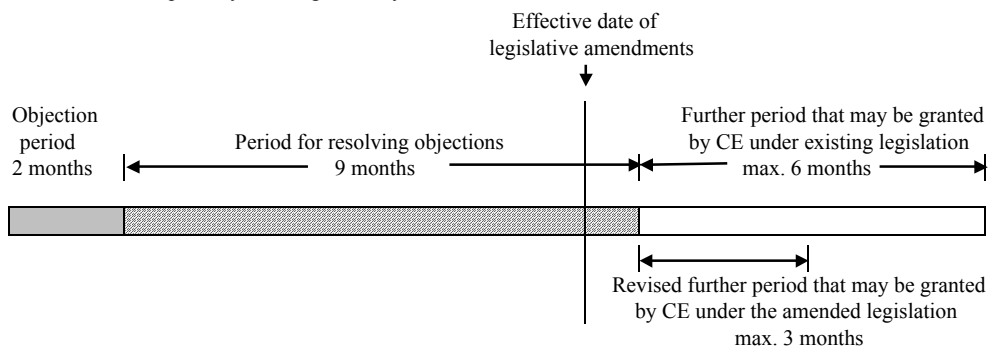 Effective date of
legislative amendments
Objection
period
2 months
Period for resolving objections
9 months
Further period that may be granted
by CE under existing legislation
max. 6 months
Revised further period that may be granted
by CE under the amended legislation
max. 3 months